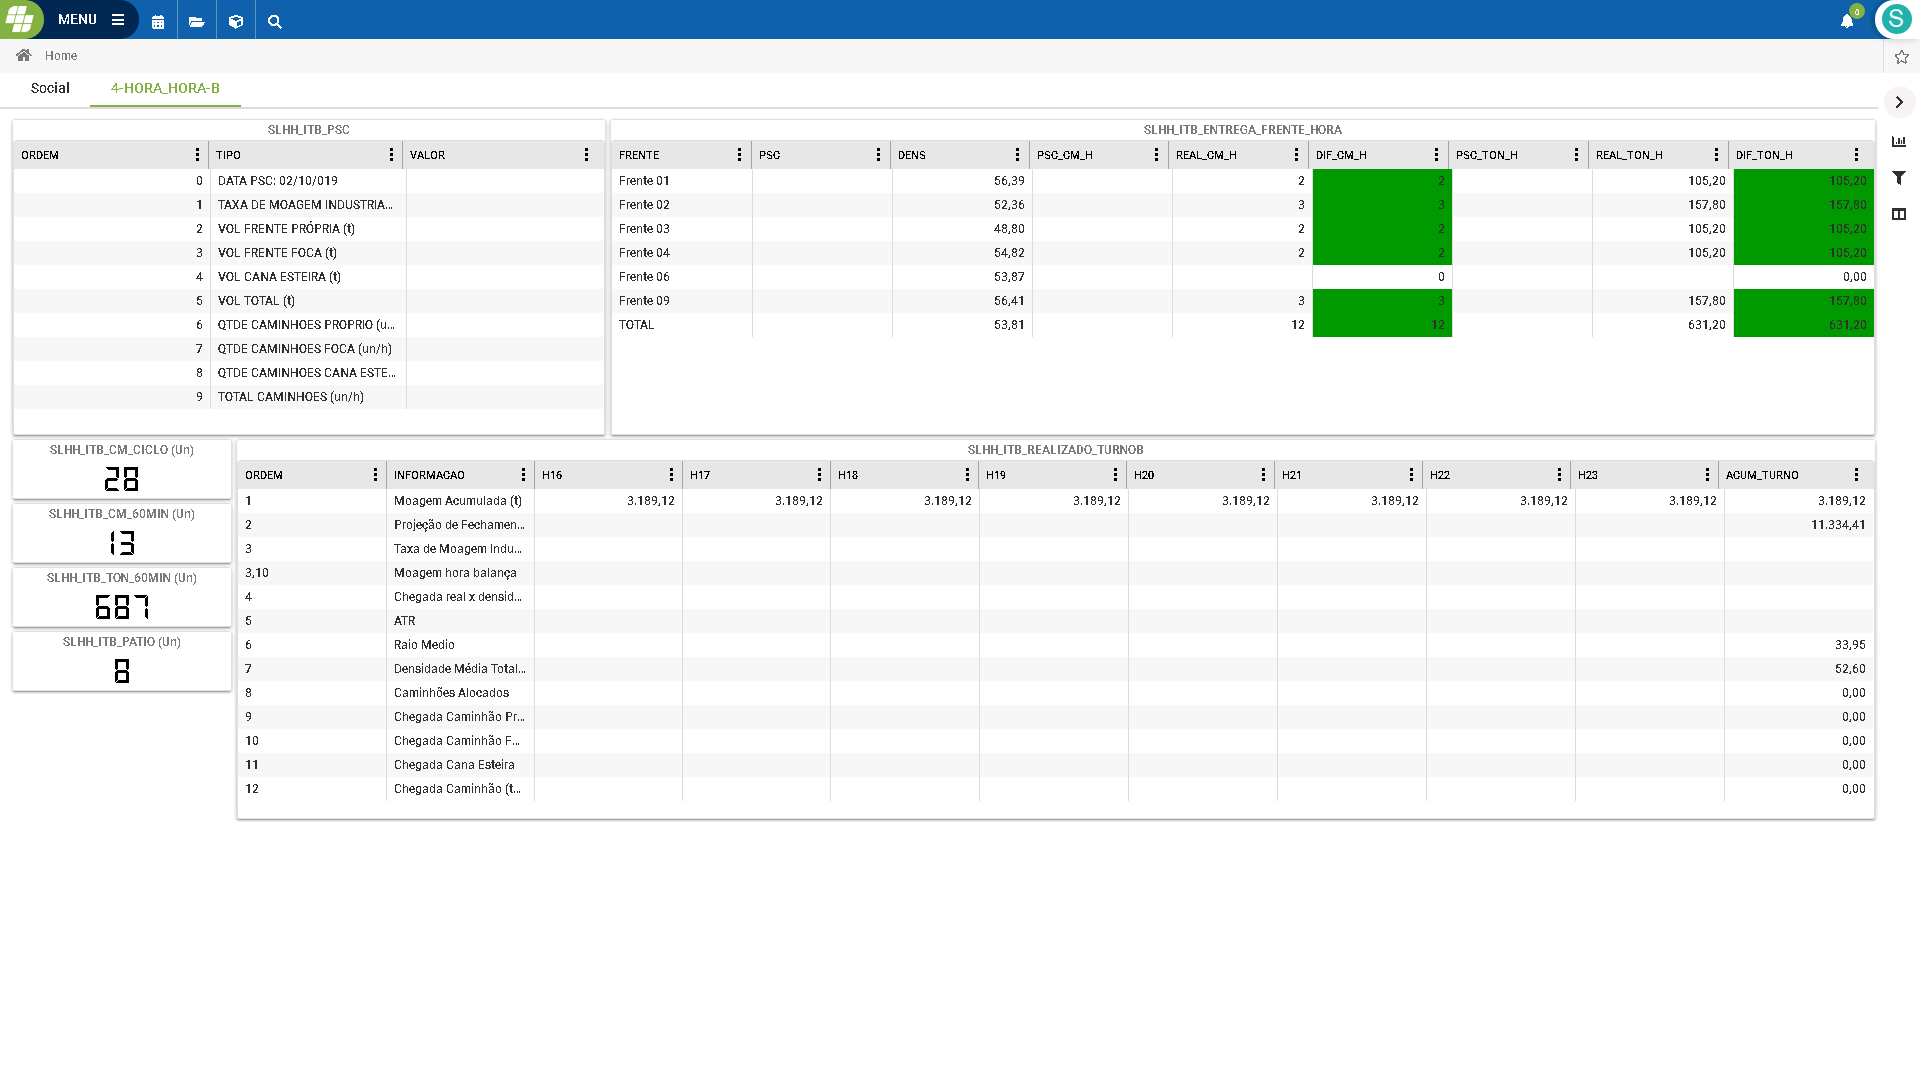 MENU
0
S
Home
Social 4-HORA_HORA-B
SLHH_ITB_PSC
ORDEM TIPO VALOR
0 DATA PSC: 02/10/019
1 TAXA DE MOAGEM INDUSTRIA...
2 VOL FRENTE PRÓPRIA (t)
3 VOL FRENTE FOCA (t)
4 VOL CANA ESTEIRA (t)
5 VOL TOTAL (t)
6 QTDE CAMINHOES PROPRIO (u...
7 QTDE CAMINHOES FOCA (un/h)
8 QTDE CAMINHOES CANA ESTE...
9 TOTAL CAMINHOES (un/h)
SLHH_ITB_ENTREGA_FRENTE_HORA
FRENTE PSC DENS PSC_CM_H REAL_CM_H DIF_CM_H PSC_TON_H REAL_TON_H DIF_TON_H
Frente 01 56,39 2 2 105,20 105,20
Frente 02 52,36 3 3 157,80 157,80
Frente 03 48,80 2 2 105,20 105,20
Frente 04 54,82 2 2 105,20 105,20
Frente 06 53,87 0 0,00
Frente 09 56,41 3 3 157,80 157,80
TOTAL 53,81 12 12 631,20 631,20
SLHH_ITB_CM_CICLO (Un)
28
SLHH_ITB_CM_60MIN (Un)
13
SLHH_ITB_TON_60MIN (Un)
687
SLHH_ITB_PATIO (Un)
8
SLHH_ITB_REALIZADO_TURNOB
ORDEM INFORMACAO H16 H17 H18 H19 H20 H21 H22 H23 ACUM_TURNO
1 Moagem Acumulada (t) 3.189,12 3.189,12 3.189,12 3.189,12 3.189,12 3.189,12 3.189,12 3.189,12 3.189,12
2 Projeção de Fechamen... 11.334,41
3 Taxa de Moagem Indu...
3,10 Moagem hora balança
4 Chegada real x densid...
5 ATR
6 Raio Medio 33,95
7 Densidade Média Total... 52,60
8 Caminhões Alocados 0,00
9 Chegada Caminhão Pr... 0,00
10 Chegada Caminhão F... 0,00
11 Chegada Cana Esteira 0,00
12 Chegada Caminhão (t... 0,00